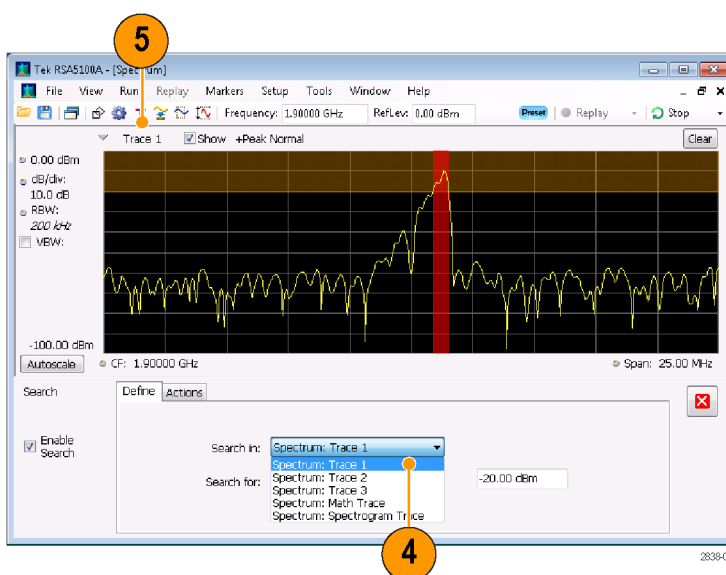 5
Tek RSA5100A - [Spectrum]
File View Run Replay Markers Setup Tools Window Help
Frequency: 1.90000 GHz RefLev: 0.00 dBm Preset Replay Stop
Trace 1 Show +Peak Normal Clear
0.00 dBm
dB/div:
10.0 dB
RBW:
200 kHz
VBW:
-100.00 dBm
Autoscale CF: 1.90000 GHz Span: 25.00 MHz
Search Define Actions
Enable
Search
Search in: Spectrum: Trace 1
Spectrum: Trace 1
Search for: Spectrum: Trace 2 -20.00 dBm
Spectrum: Trace 3
Spectrum: Math Trace
Spectrum: Spectrogram Trace
4